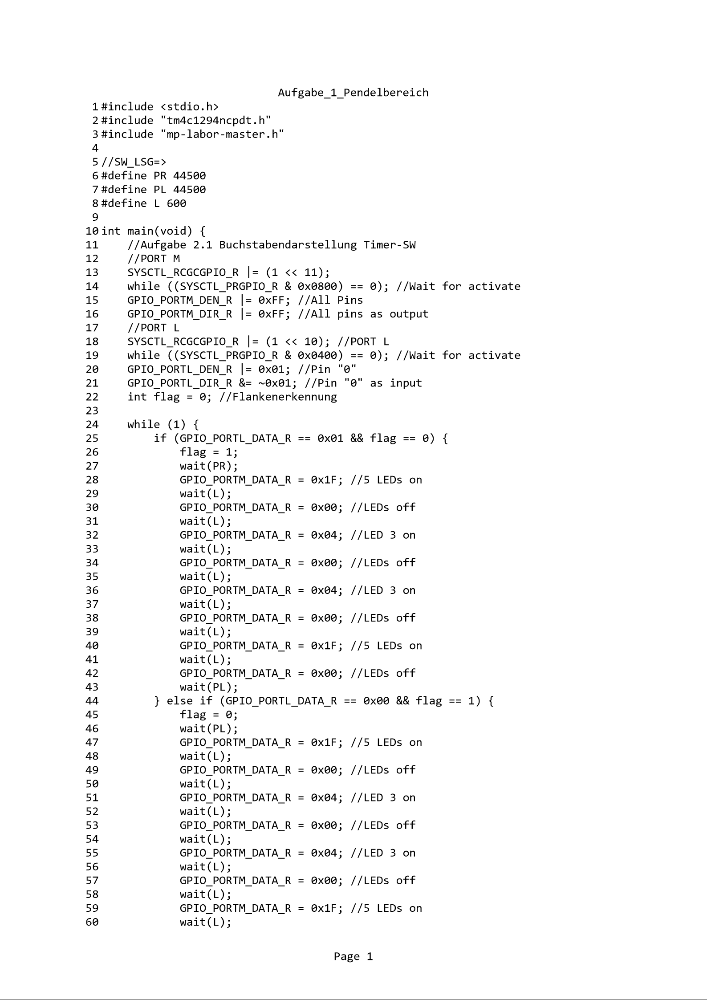 Aufgabe_1_Pendelbereich
1 #include <stdio.h>
2 #include "tm4c1294ncpdt.h"
3 #include "mp-labor-master.h"
4
5 //SW_LSG=>
6 #define PR 44500
7 #define PL 44500
8 #define L 600
9
10 int main(void) {
11     //Aufgabe 2.1 Buchstabendarstellung Timer-SW
12     //PORT M
13     SYSCTL_RCGCGPIO_R |= (1 << 11);
14     while ((SYSCTL_PRGPIO_R & 0x0800) == 0); //Wait for activate
15     GPIO_PORTM_DEN_R |= 0xFF; //All Pins
16     GPIO_PORTM_DIR_R |= 0xFF; //All pins as output
17     //PORT L
18     SYSCTL_RCGCGPIO_R |= (1 << 10); //PORT L
19     while ((SYSCTL_PRGPIO_R & 0x0400) == 0); //Wait for activate
20     GPIO_PORTL_DEN_R |= 0x01; //Pin "0"
21     GPIO_PORTL_DIR_R &= ~0x01; //Pin "0" as input
22     int flag = 0; //Flankenerkennung
23
24     while (1) {
25         if (GPIO_PORTL_DATA_R == 0x01 && flag == 0) {
26             flag = 1;
27             wait(PR);
28             GPIO_PORTM_DATA_R = 0x1F; //5 LEDs on
29             wait(L);
30             GPIO_PORTM_DATA_R = 0x00; //LEDs off
31             wait(L);
32             GPIO_PORTM_DATA_R = 0x04; //LED 3 on
33             wait(L);
34             GPIO_PORTM_DATA_R = 0x00; //LEDs off
35             wait(L);
36             GPIO_PORTM_DATA_R = 0x04; //LED 3 on
37             wait(L);
38             GPIO_PORTM_DATA_R = 0x00; //LEDs off
39             wait(L);
40             GPIO_PORTM_DATA_R = 0x1F; //5 LEDs on
41             wait(L);
42             GPIO_PORTM_DATA_R = 0x00; //LEDs off
43             wait(PL);
44         } else if (GPIO_PORTL_DATA_R == 0x00 && flag == 1) {
45             flag = 0;
46             wait(PL);
47             GPIO_PORTM_DATA_R = 0x1F; //5 LEDs on
48             wait(L);
49             GPIO_PORTM_DATA_R = 0x00; //LEDs off
50             wait(L);
51             GPIO_PORTM_DATA_R = 0x04; //LED 3 on
52             wait(L);
53             GPIO_PORTM_DATA_R = 0x00; //LEDs off
54             wait(L);
55             GPIO_PORTM_DATA_R = 0x04; //LED 3 on
56             wait(L);
57             GPIO_PORTM_DATA_R = 0x00; //LEDs off
58             wait(L);
59             GPIO_PORTM_DATA_R = 0x1F; //5 LEDs on
60             wait(L);
Page 1